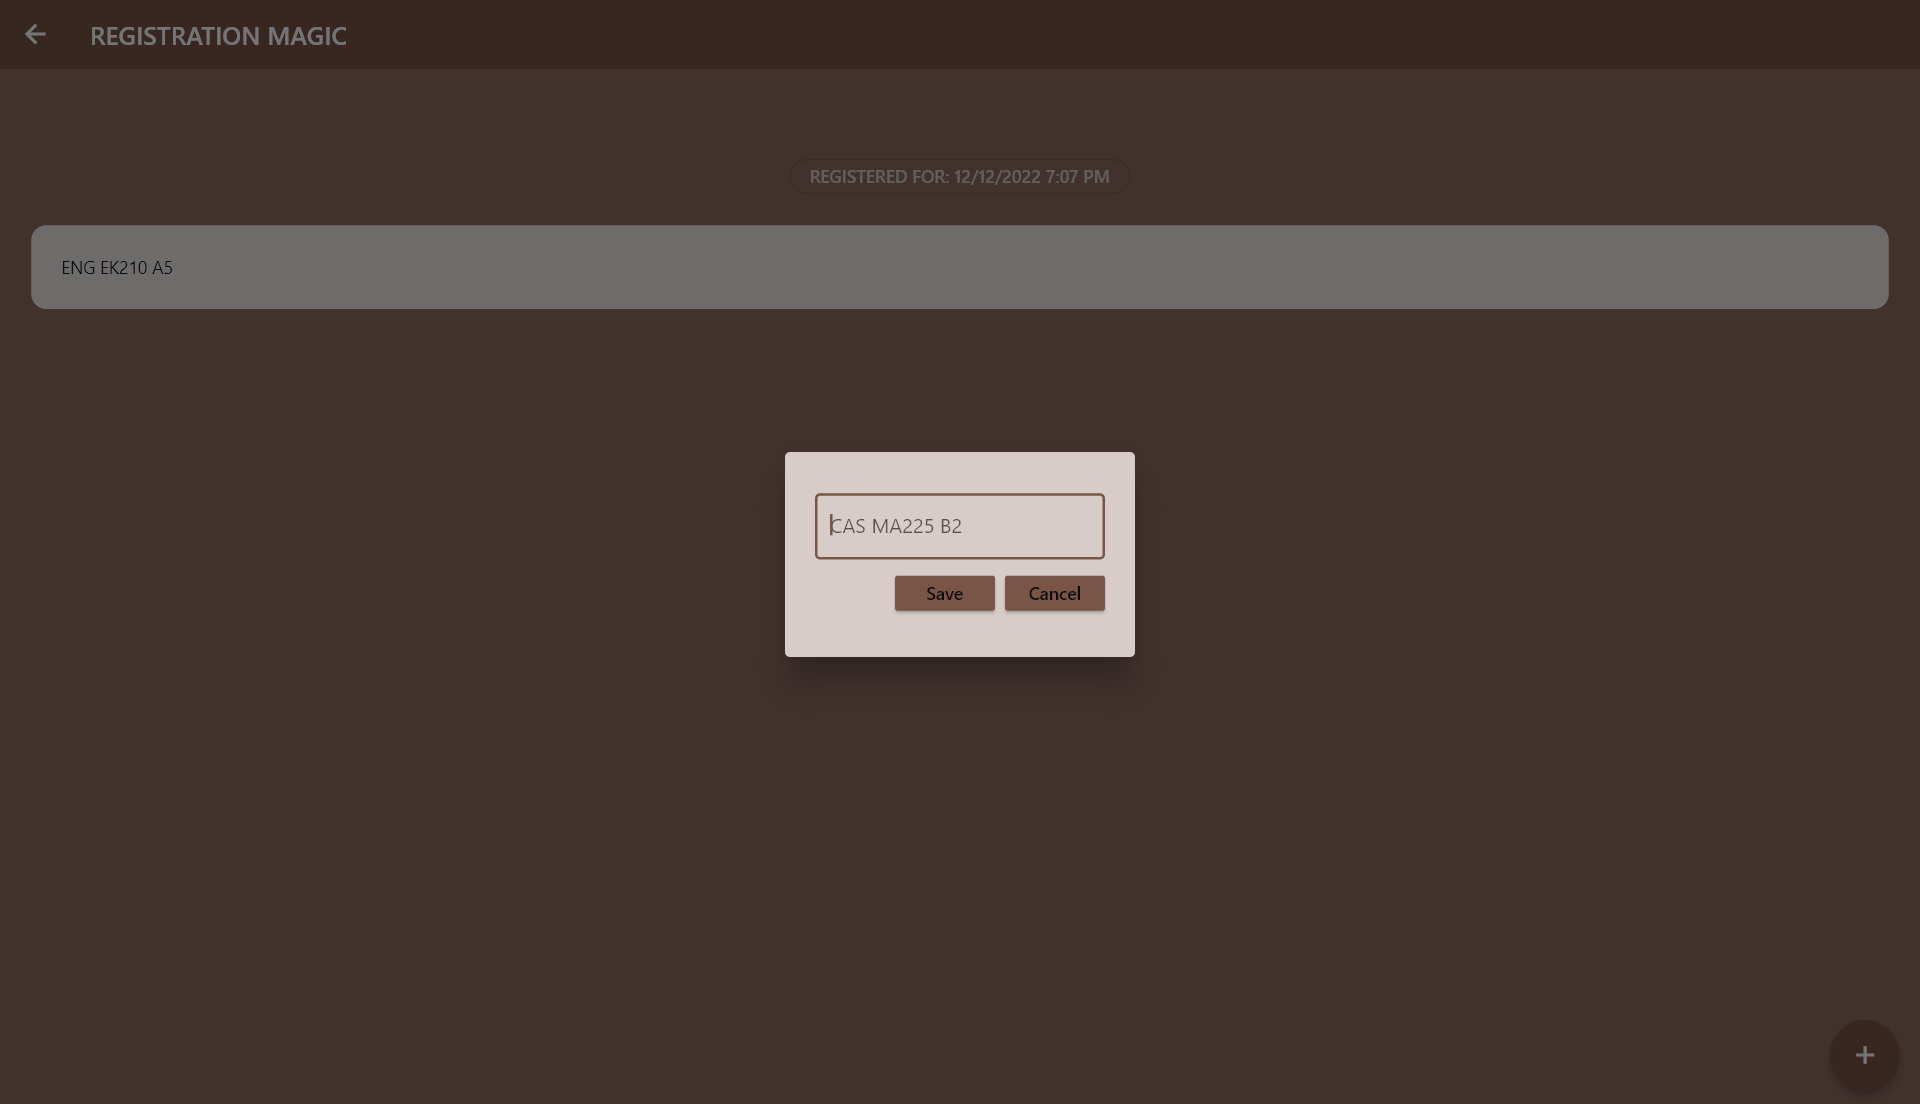 REGISTRATION MAGIC
REGISTERED FOR: 12/12/2022 7:07 PM
ENG EK210 A5
CAS MA225 B2
Save
Cancel